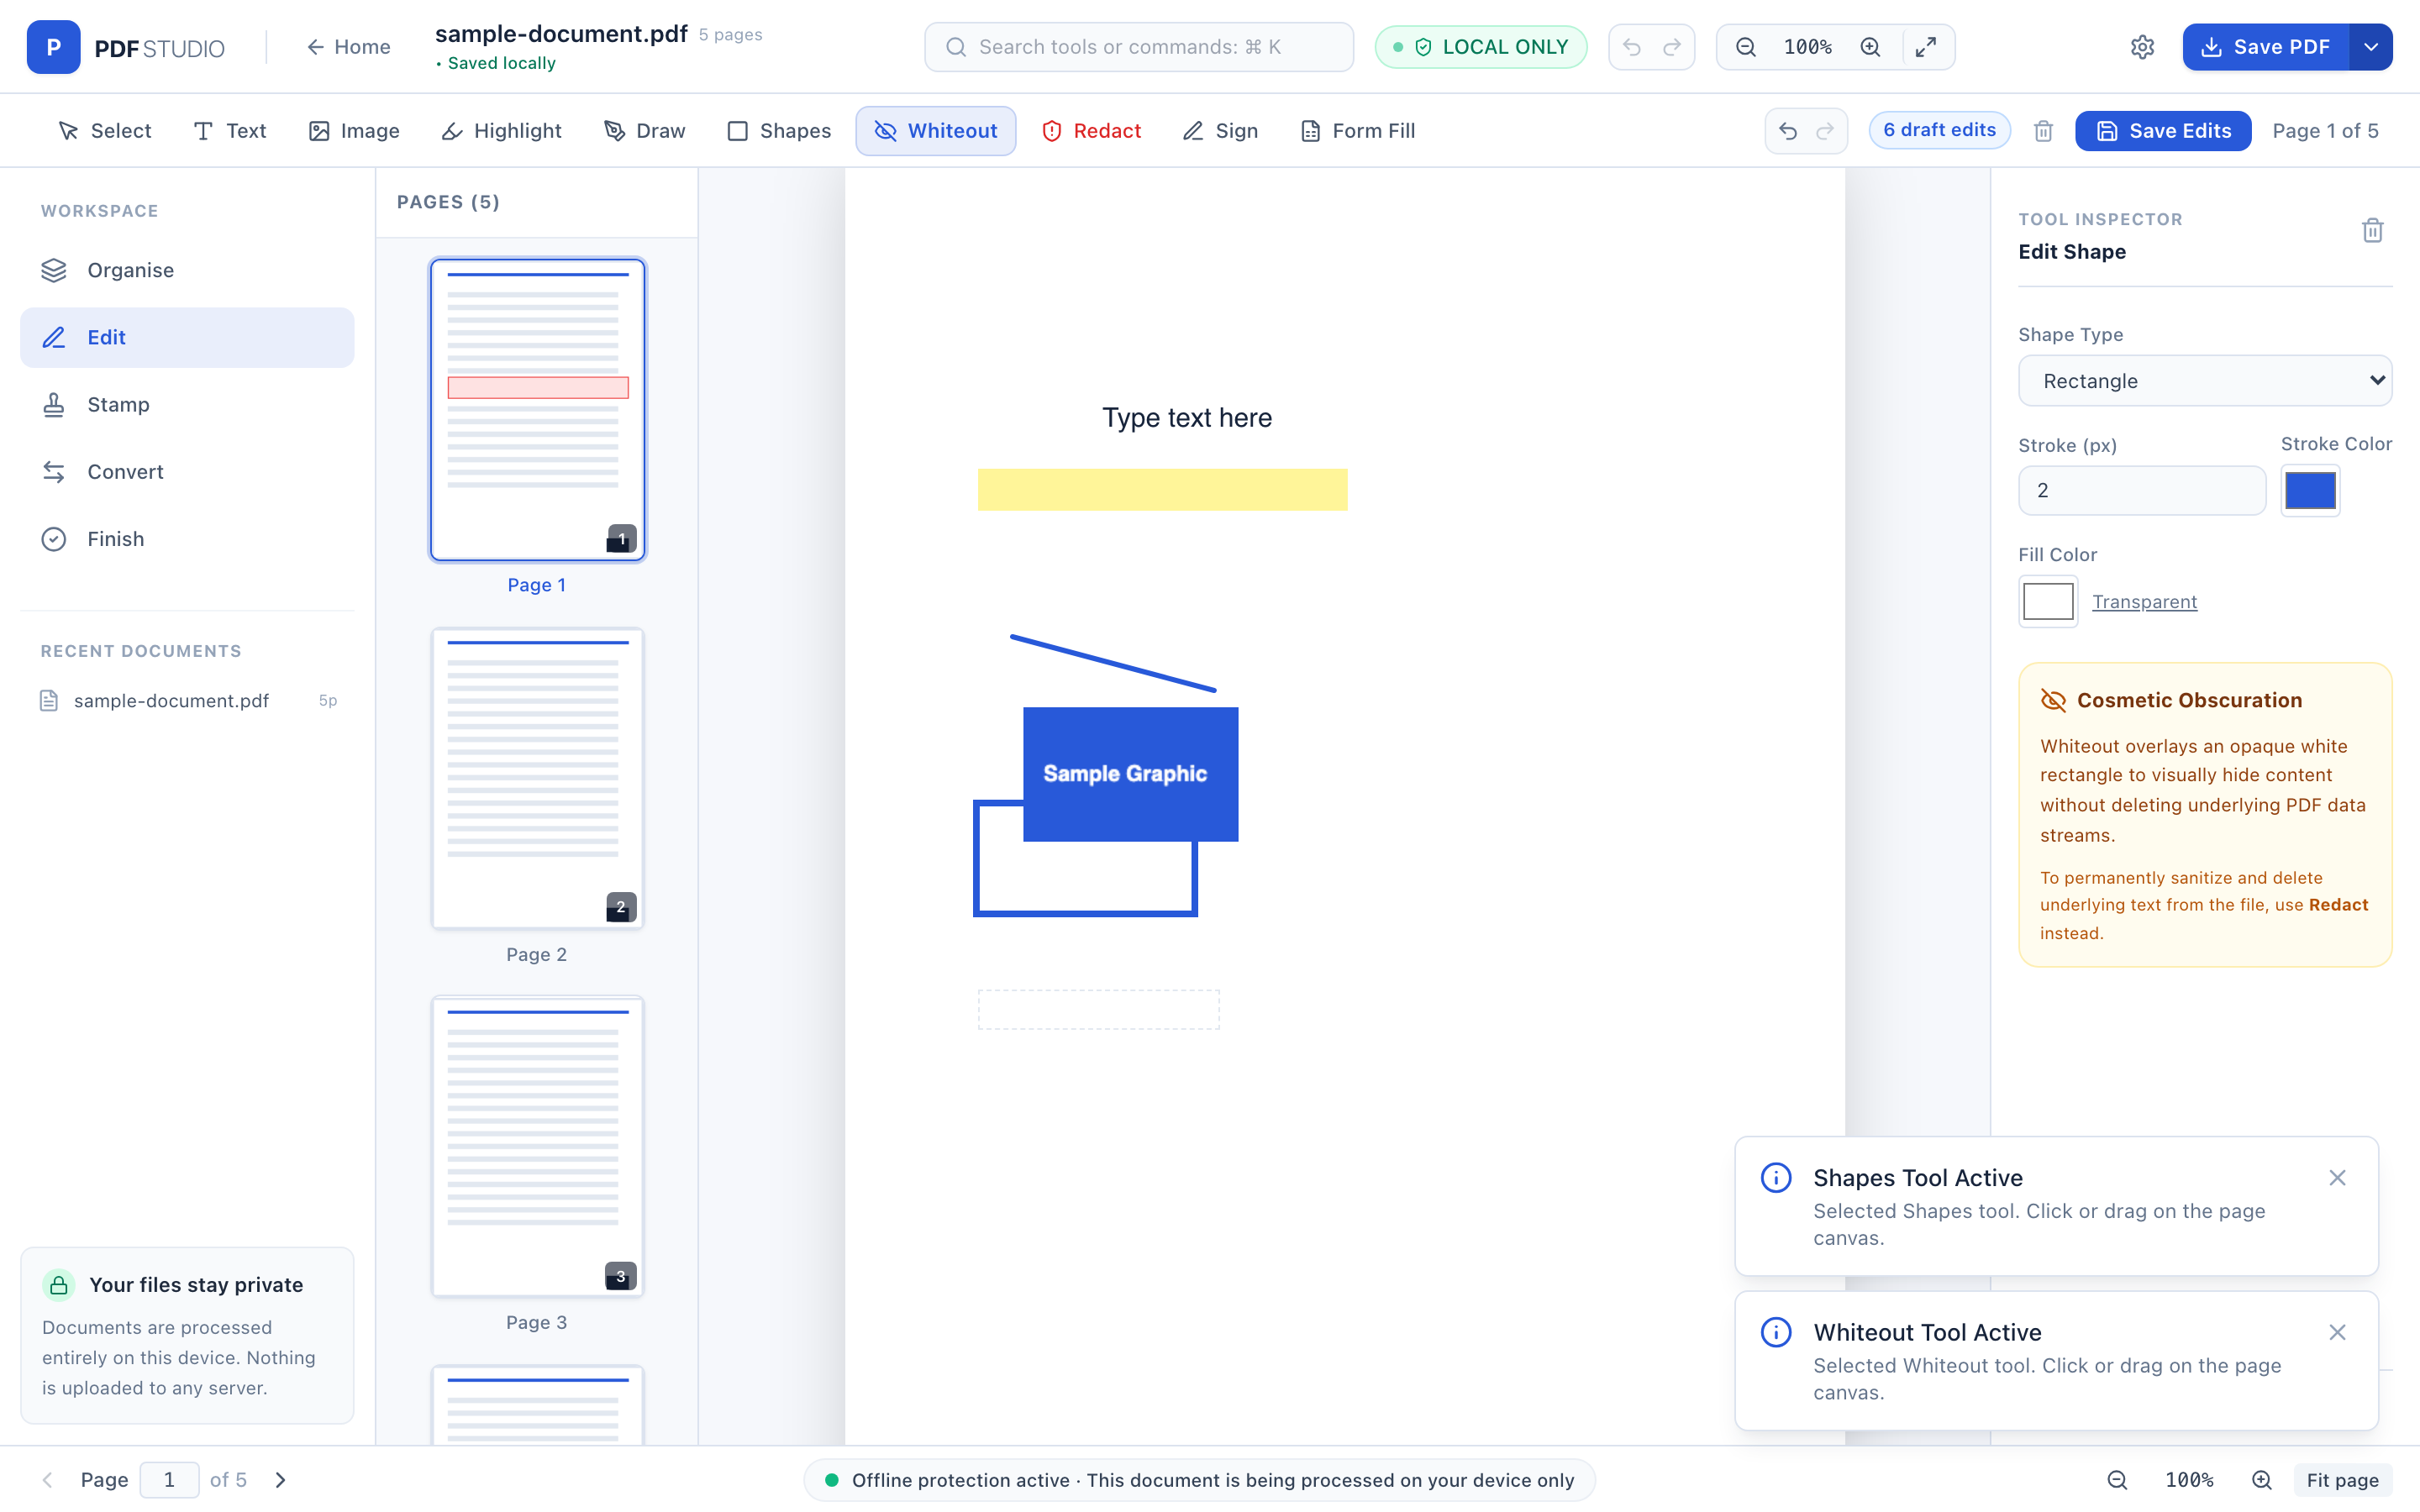 P
PDF STUDIO
Home
sample-document.pdf 5 pages
• Saved locally
Search tools or commands: ⌘ K
LOCAL ONLY
100%
Save PDF
Select
Text
Image
Highlight
Draw
Shapes
Whiteout
Redact
Sign
Form Fill
6 draft edits
Save Edits
Page 1 of 5
WORKSPACE
Organise
Edit
Stamp
Convert
Finish
RECENT DOCUMENTS
sample-document.pdf 5p
Your files stay private
Documents are processed
entirely on this device. Nothing
is uploaded to any server.
PAGES (5)
1
Page 1
2
Page 2
3
Page 3
Type text here
Sample Graphic
TOOL INSPECTOR
Edit Shape
Shape Type
Rectangle
Stroke (px)
Stroke Color
2
Fill Color
Transparent
Cosmetic Obscuration
Whiteout overlays an opaque white
rectangle to visually hide content
without deleting underlying PDF data
streams.
To permanently sanitize and delete
underlying text from the file, use Redact
instead.
Shapes Tool Active
Selected Shapes tool. Click or drag on the page
canvas.
Whiteout Tool Active
Selected Whiteout tool. Click or drag on the page
canvas.
Page 1 of 5
Offline protection active · This document is being processed on your device only
100%
Fit page